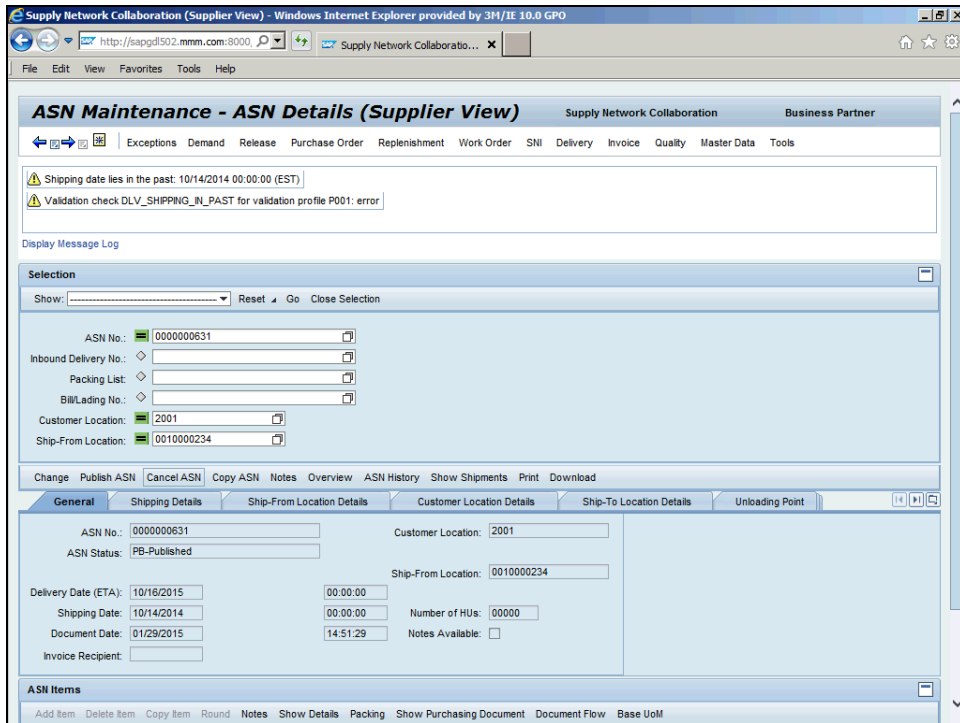 Supply Network Collaboration (Supplier View) - Windows Internet Explorer provided by 3M/IE 10.0 GPO
http://sapgdl502.mmm.com:8000, Supply Network Collaboratio...
File Edit View Favorites Tools Help
ASN Maintenance - ASN Details (Supplier View) Supply Network Collaboration Business Partner
Exceptions Demand Release Purchase Order Replenishment Work Order SNI Delivery Invoice Quality Master Data Tools
Shipping date lies in the past: 10/14/2014 00:00:00 (EST)
Validation check DLV_SHIPPING_IN_PAST for validation profile P001: error
Display Message Log
Selection
Show: Reset Go Close Selection
ASN No.: 0000000631
Inbound Delivery No.:
Packing List:
Bill/Lading No.:
Customer Location: 2001
Ship-From Location: 0010000234
Change Publish ASN Cancel ASN Copy ASN Notes Overview ASN History Show Shipments Print Download
General Shipping Details Ship-From Location Details Customer Location Details Ship-To Location Details Unloading Point
ASN No.: 0000000631 Customer Location: 2001
ASN Status: PB-Published
Ship-From Location: 0010000234
Delivery Date (ETA): 10/16/2015 00:00:00
Shipping Date: 10/14/2014 00:00:00 Number of HUs: 00000
Document Date: 01/29/2015 14:51:29 Notes Available:
Invoice Recipient:
ASN Items
Add Item Delete Item Copy Item Round Notes Show Details Packing Show Purchasing Document Document Flow Base UoM